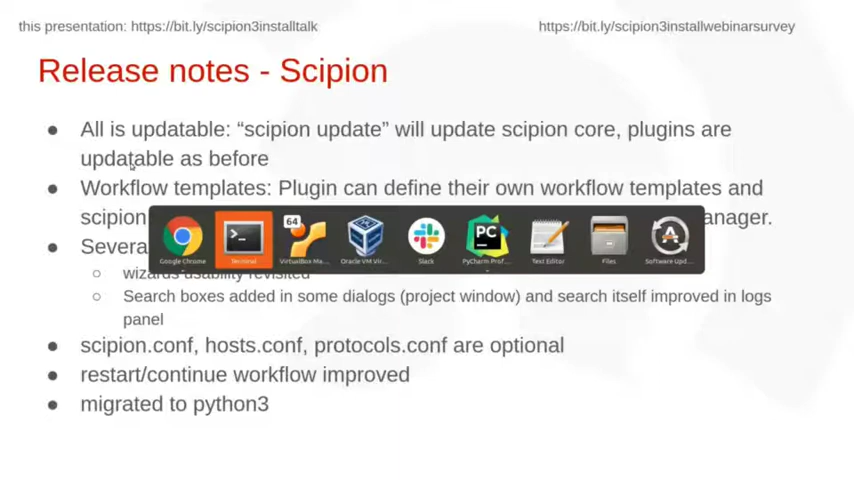 this presentation: https://bit.ly/scipion3installtalk
https://bit.ly/scipion3installwebinarsurvey
Release notes - Scipion
● All is updatable: “scipion update” will update scipion core, plugins are
updatable as before
● Workflow templates: Plugin can define their own workflow templates and
scipion anager.
● Severa
64
PC
Google Chrome Terminal VirtualBox Ma... Oracle VM Vir... Slack PyCharm Prof... Text Editor Files Software Upd...
○ wizards usability revisited
○ Search boxes added in some dialogs (project window) and search itself improved in logs
panel
● scipion.conf, hosts.conf, protocols.conf are optional
● restart/continue workflow improved
● migrated to python3